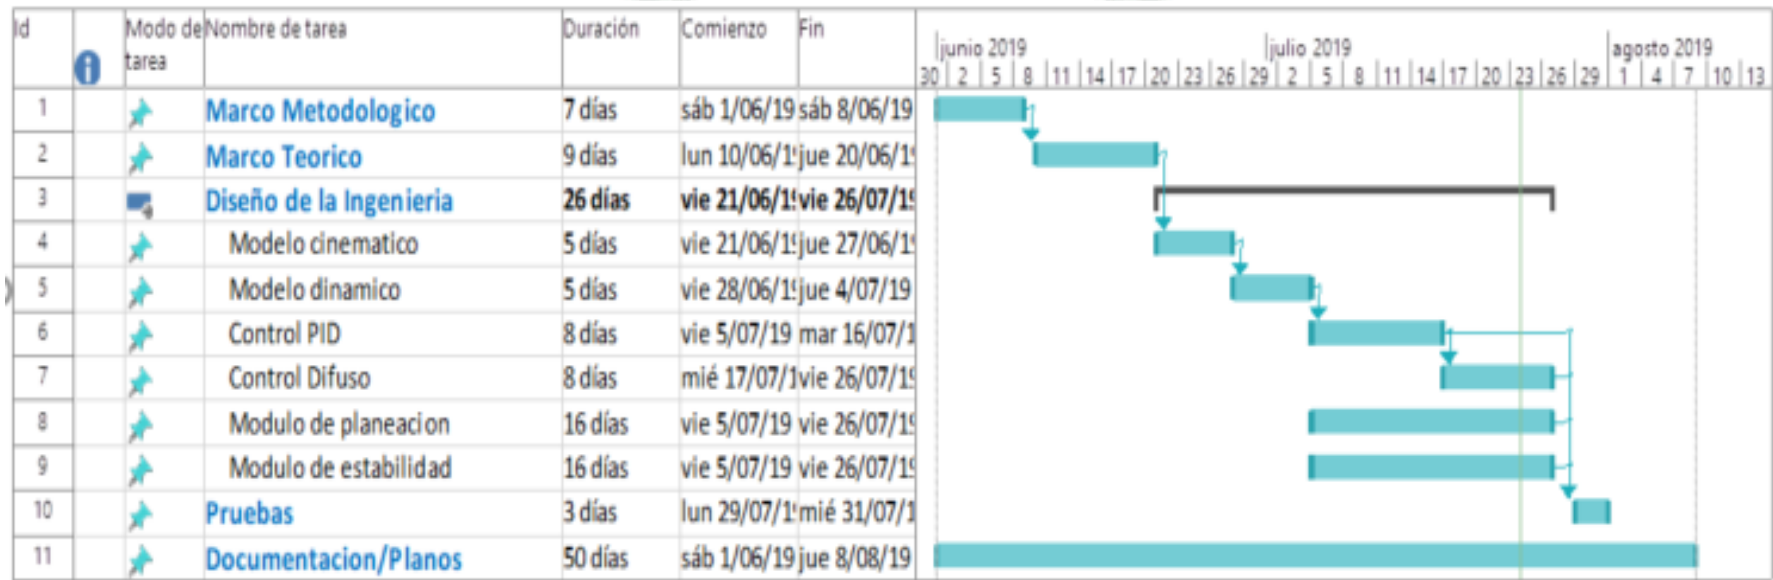 Id Modo de tarea Nombre de tarea Duración Comienzo Fin
junio 2019 julio 2019 agosto 2019
30 2 5 8 11 14 17 20 23 26 29 2 5 8 11 14 17 20 23 26 29 1 4 7 10 13
1 Marco Metodologico 7 días sáb 1/06/19 sáb 8/06/19
2 Marco Teorico 9 días lun 10/06/1 jue 20/06/1
3 Diseño de la Ingenieria 26 días vie 21/06/1 vie 26/07/1
4 Modelo cinematico 5 días vie 21/06/1 jue 27/06/1
5 Modelo dinamico 5 días vie 28/06/1 jue 4/07/19
6 Control PID 8 días vie 5/07/19 mar 16/07/1
7 Control Difuso 8 días mié 17/07/1 vie 26/07/19
8 Modulo de planeacion 16 días vie 5/07/19 vie 26/07/19
9 Modulo de estabilidad 16 días vie 5/07/19 vie 26/07/19
10 Pruebas 3 días lun 29/07/1 mié 31/07/1
11 Documentacion/Planos 50 días sáb 1/06/19 jue 8/08/19